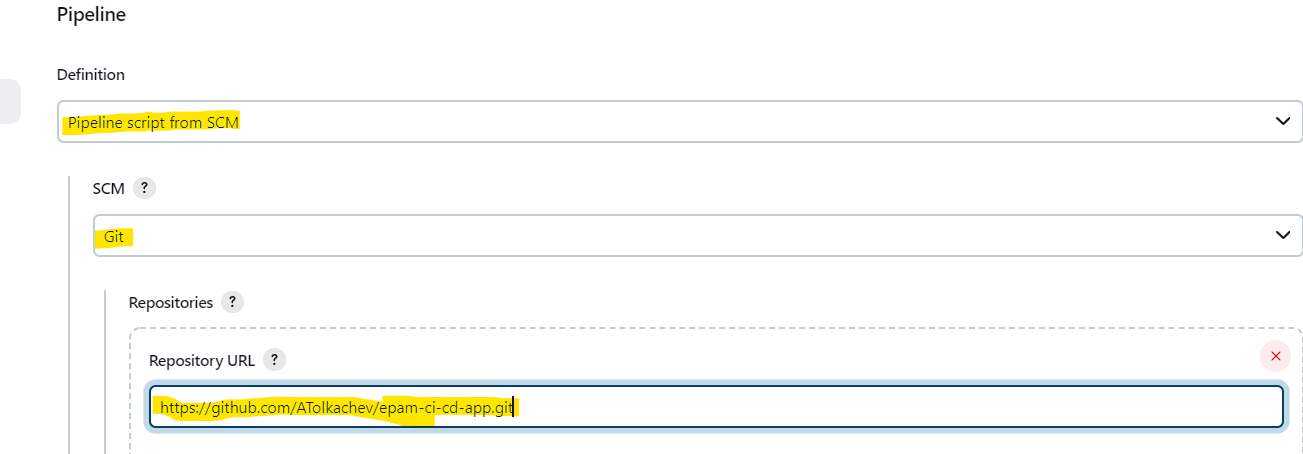 Pipeline
Definition
Pipeline script from SCM
SCM ?
Git
Repositories ?
Repository URL ?
https://github.com/ATolkachev/epam-ci-cd-app.git